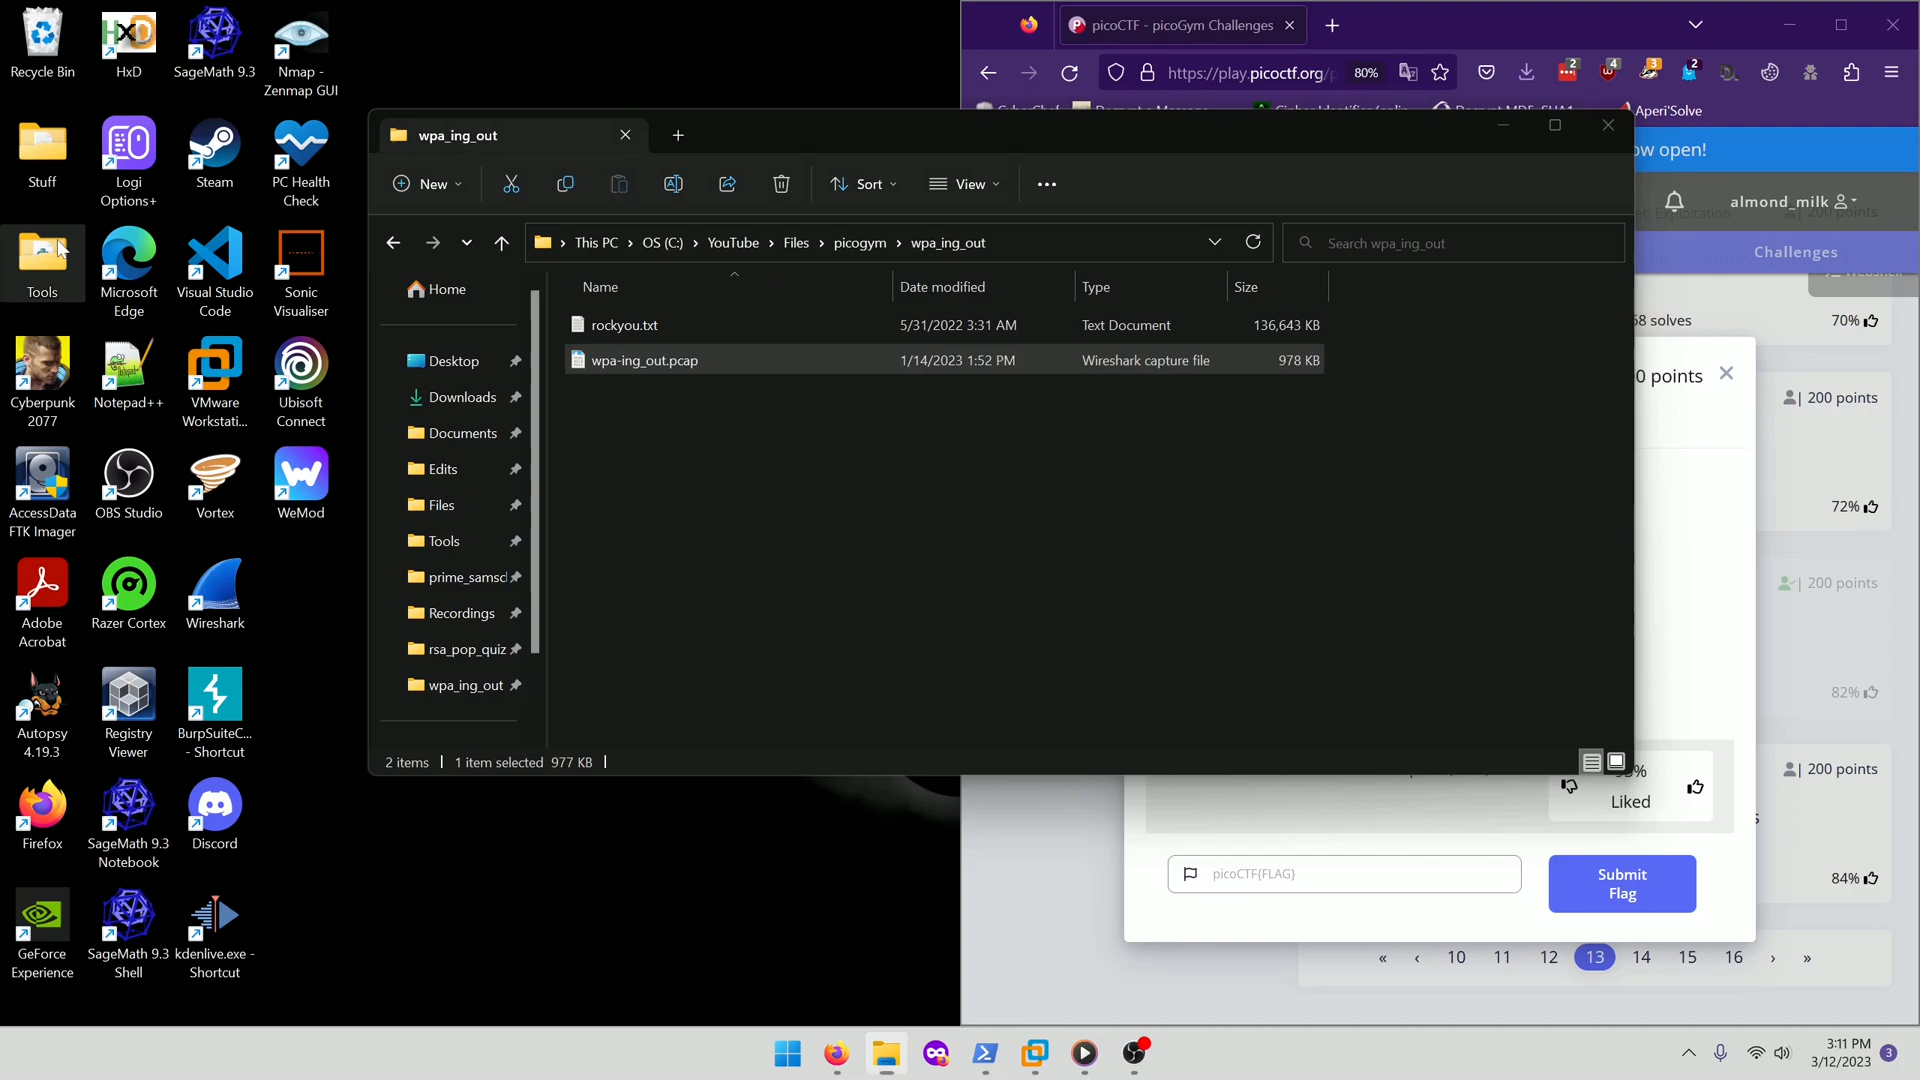 Recycle Bin
HxD
SageMath 9.3
Nmap -
Zenmap GUI
Stuff
Logi
Options+
Steam
PC Health
Check
Tools
Microsoft
Edge
Visual Studio
Code
Sonic
Visualiser
Cyberpunk
2077
Notepad++
VMware
Workstati...
Ubisoft
Connect
AccessData
FTK Imager
OBS Studio
Vortex
WeMod
Adobe
Acrobat
Razer Cortex
Wireshark
Autopsy
4.19.3
Registry
Viewer
BurpSuiteC...
- Shortcut
Firefox
SageMath 9.3
Notebook
Discord
GeForce
Experience
SageMath 9.3
Shell
kdenlive.exe -
Shortcut
picoCTF - picoGym Challenges
https://play.picoctf.org/
80%
2
4
3
2
Aperi'Solve
ow open!
almond_milk
200 points
Challenges
58 solves
70%
0 points
200 points
72%
200 points
82%
200 points
84%
Liked
picoCTF{FLAG}
Submit
Flag
« ‹ 10 11 12 13 14 15 16 › »
wpa_ing_out
New
Sort
View
This PC
OS (C:)
YouTube
Files
picogym
wpa_ing_out
Search wpa_ing_out
Name
Date modified
Type
Size
rockyou.txt
5/31/2022 3:31 AM
Text Document
136,643 KB
wpa-ing_out.pcap
1/14/2023 1:52 PM
Wireshark capture file
978 KB
Home
Desktop
Downloads
Documents
Edits
Files
Tools
prime_samscl
Recordings
rsa_pop_quiz
wpa_ing_out
2 items
1 item selected 977 KB
3:11 PM
3/12/2023
3